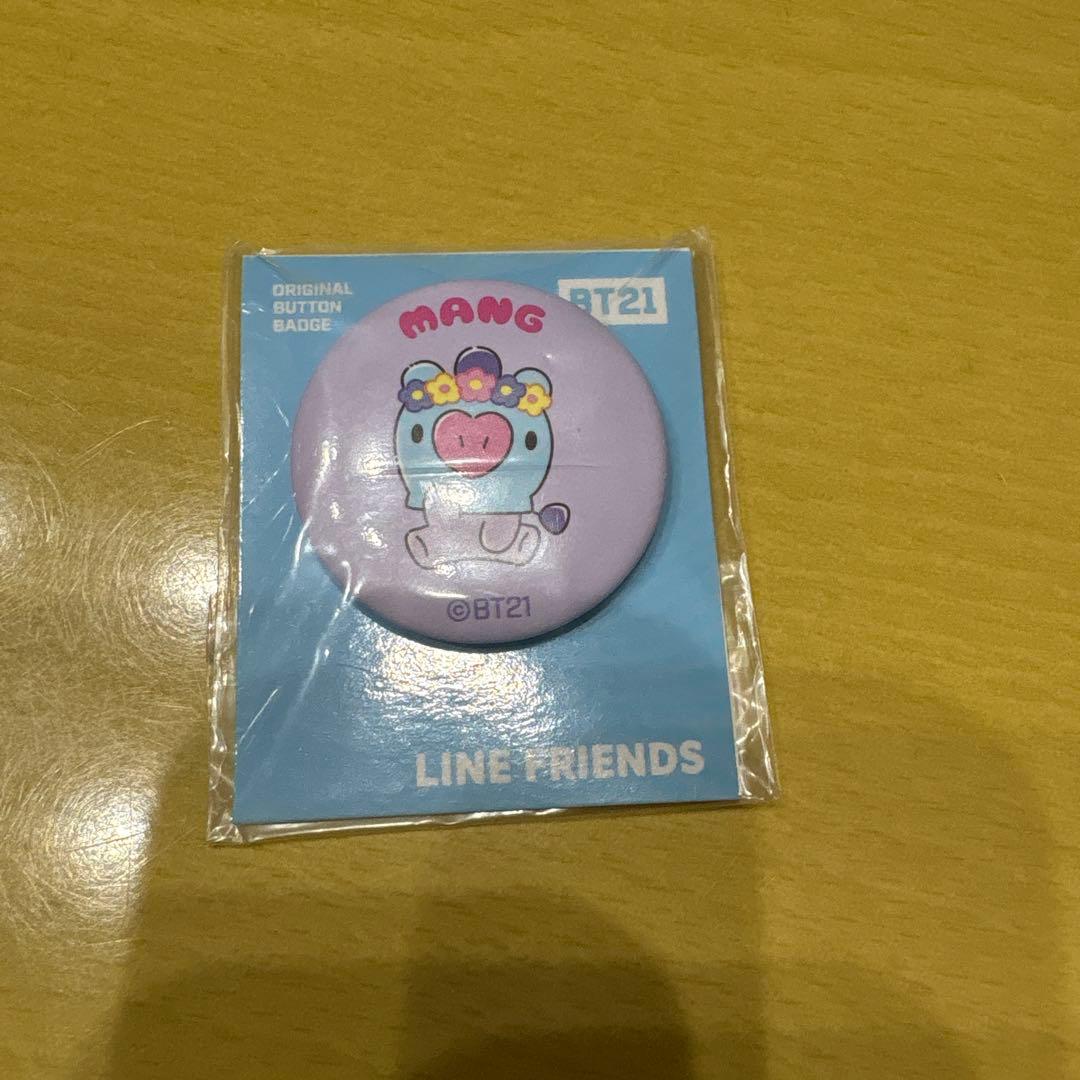 ORIGINAL
BUTTON
BADGE
BT21
MANG
©BT21
LINE FRIENDS